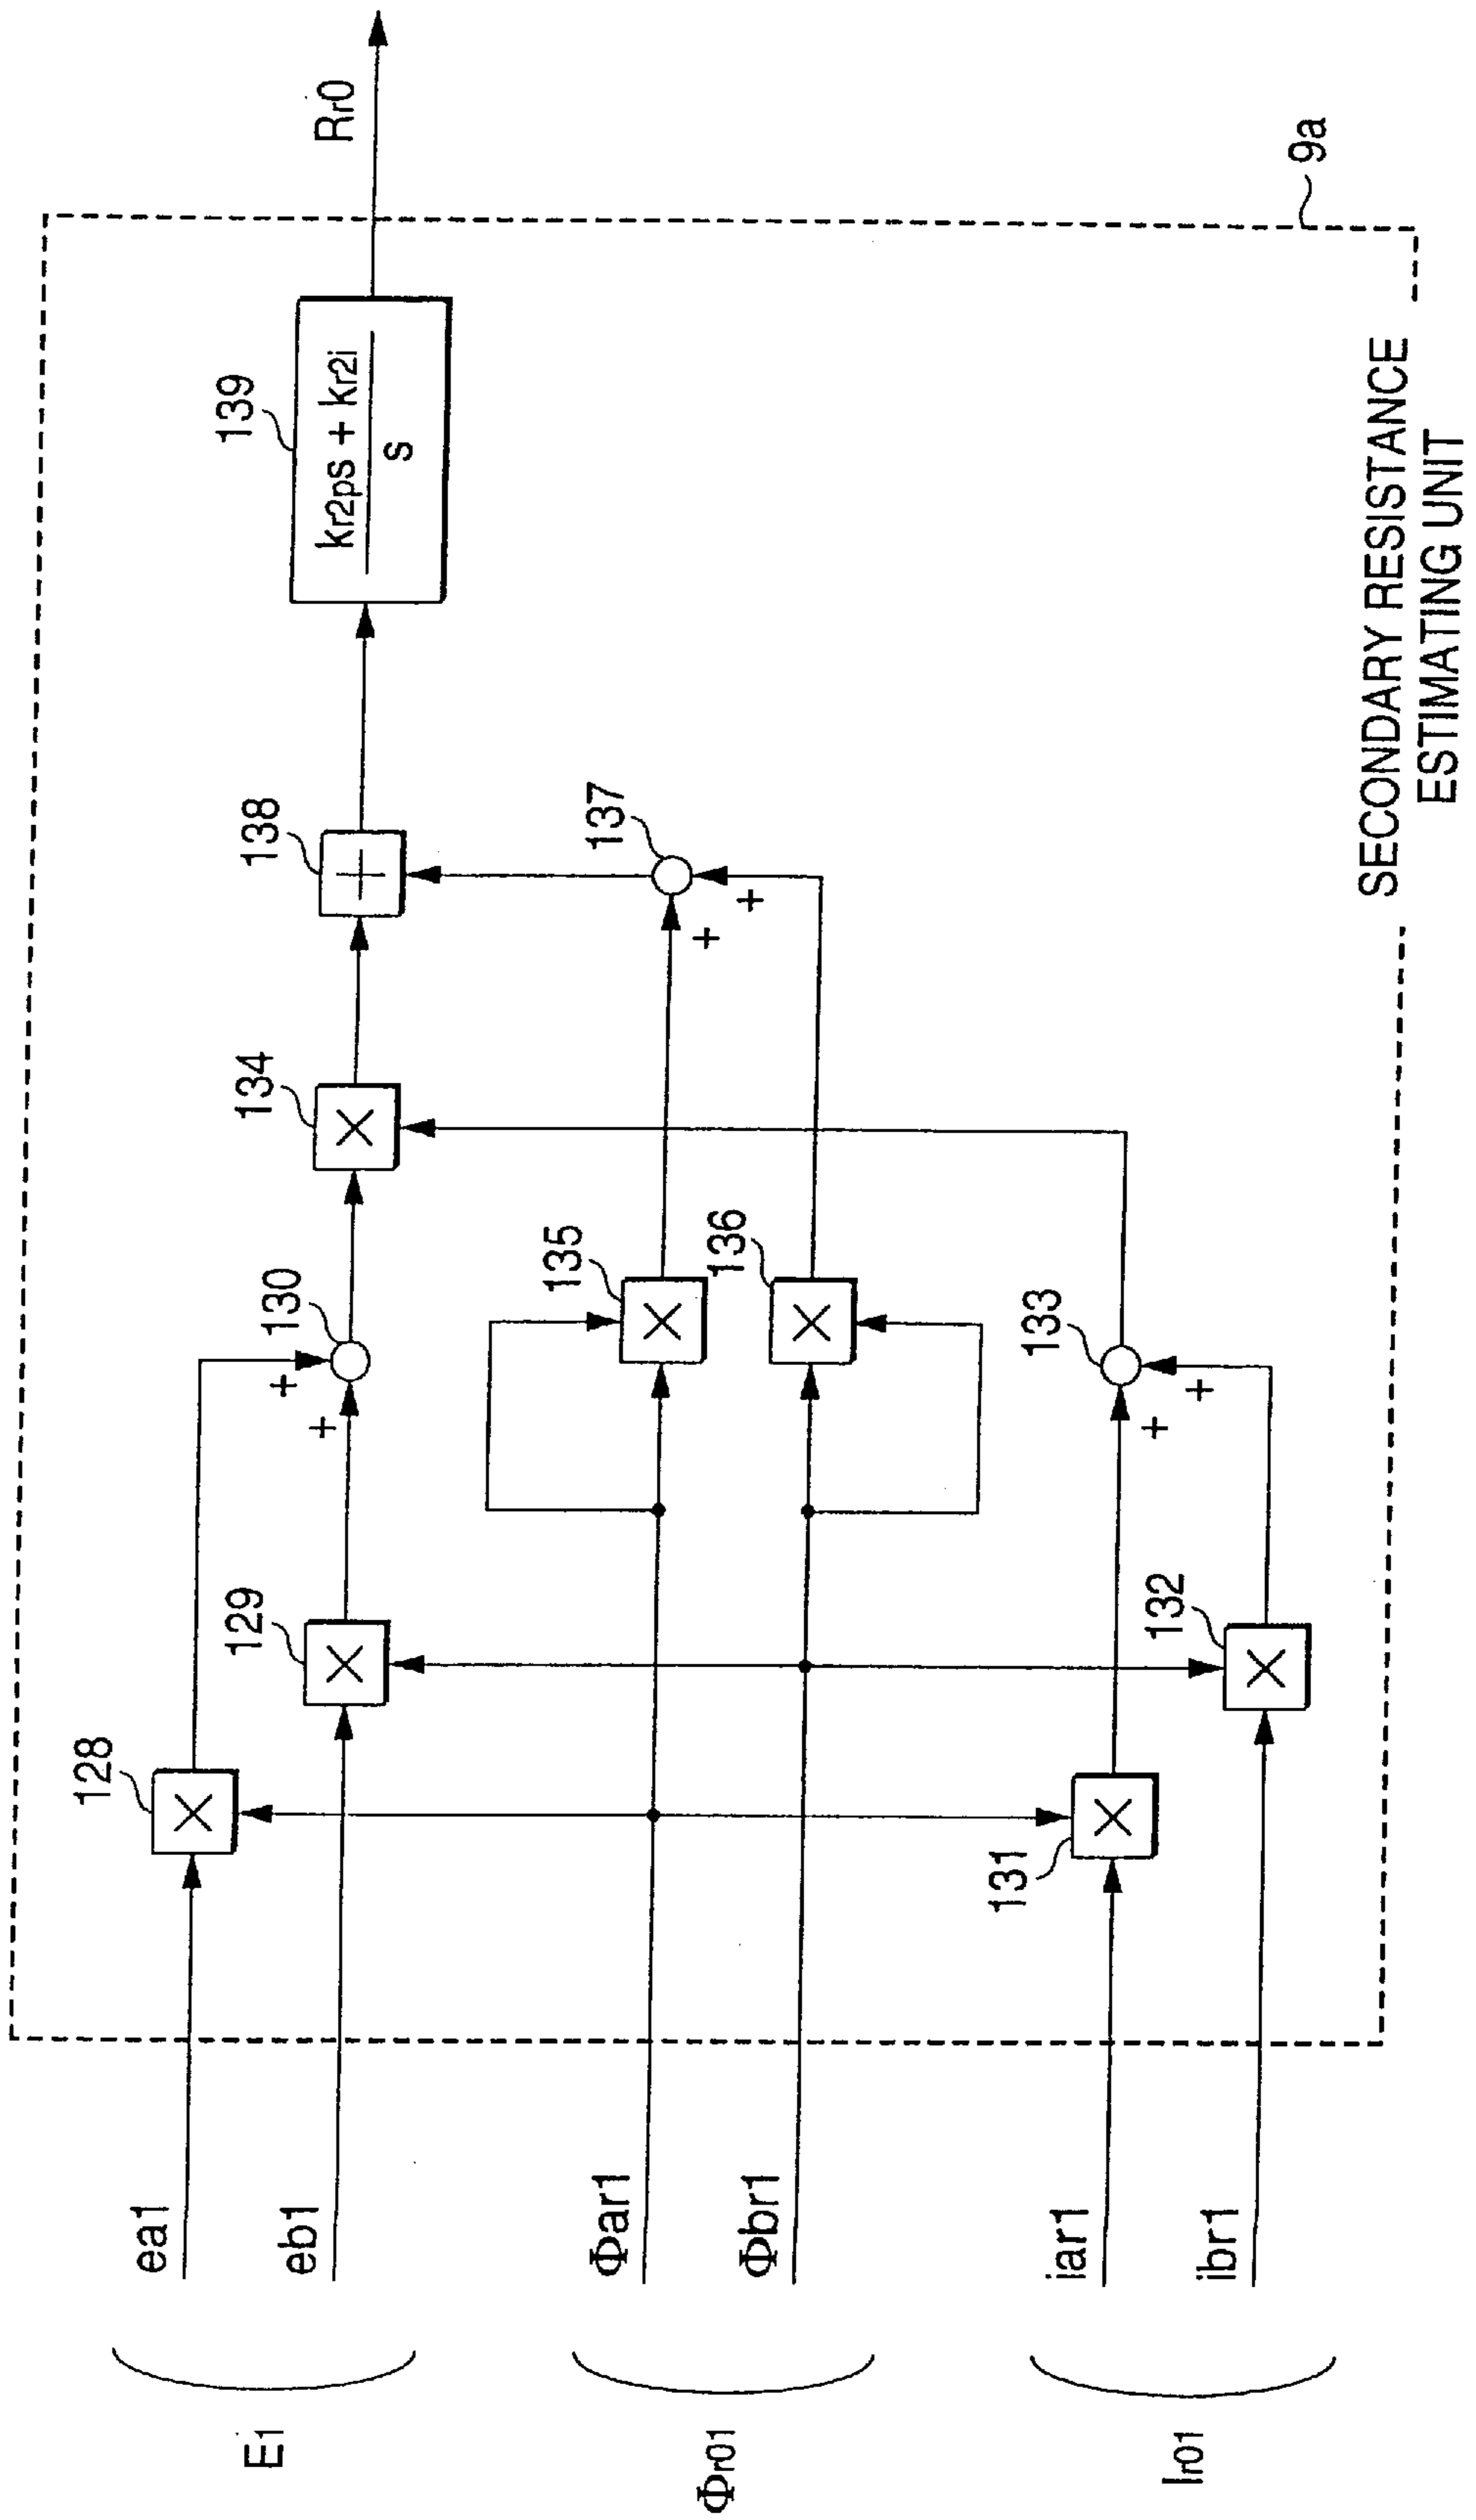 E1
Φr01
Ir01
ea1
eb1
Φar1
Φbr1
iar1
ibr1
128
×
129
×
131
×
132
×
130
+
+
135
×
136
×
133
+
+
134
×
138
137
+
+
139
kr2ps + kr2i
s
Rr0
9a
SECONDARY RESISTANCE
ESTIMATING UNIT